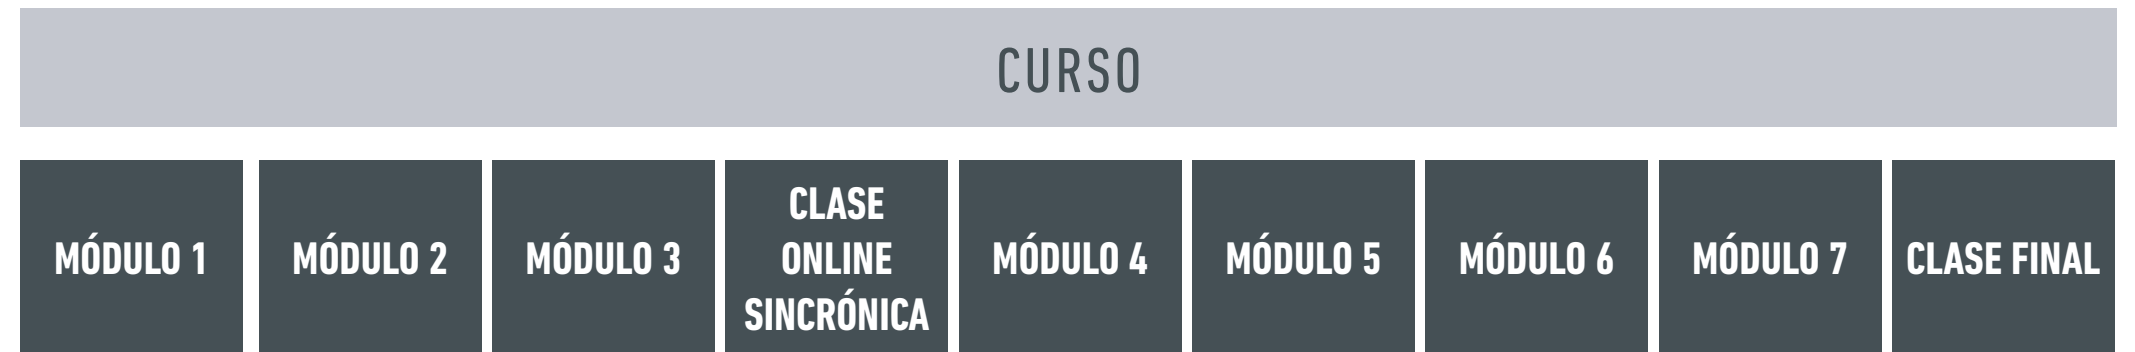 CURSO
MÓDULO 1
MÓDULO 2
MÓDULO 3
CLASE
ONLINE
SINCRÓNICA
MÓDULO 4
MÓDULO 5
MÓDULO 6
MÓDULO 7
CLASE FINAL